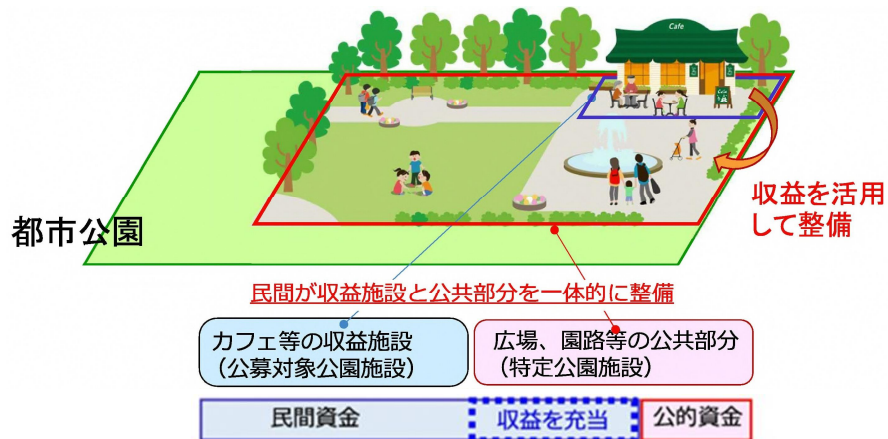 Cafe
都市公園
収益を活用
して整備
民間が収益施設と公共部分を一体的に整備
カフェ等の収益施設
（公募対象公園施設）
広場、園路等の公共部分
（特定公園施設）
民間資金
収益を充当
公的資金